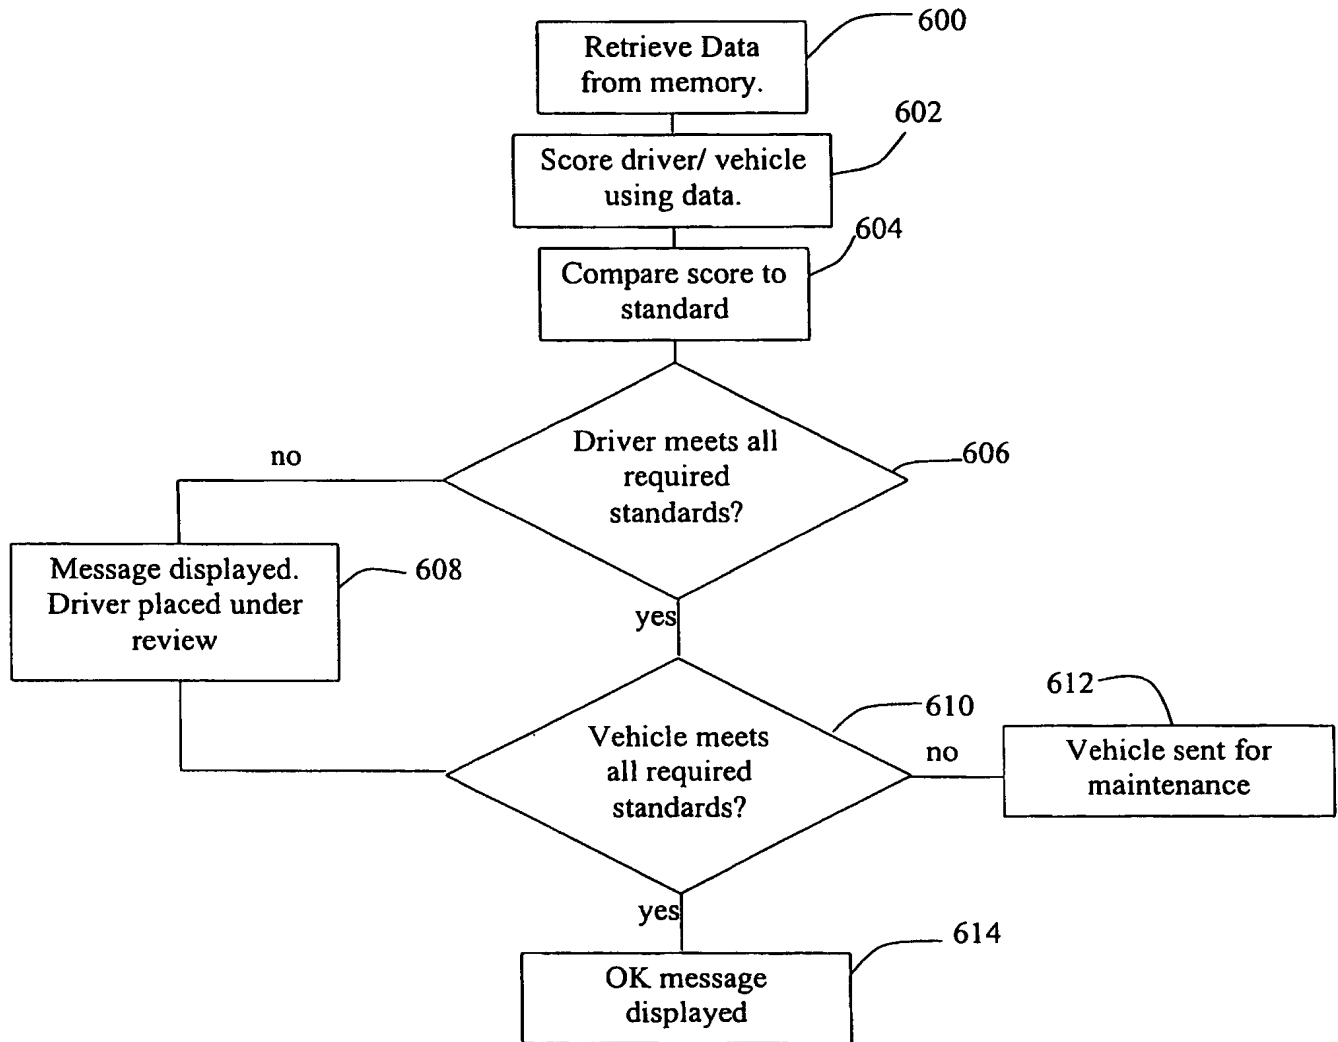 600
Retrieve Data
from memory.
602
Score driver/ vehicle
using data.
604
Compare score to
standard
Driver meets all
required
standards?
606
no
Message displayed.
Driver placed under
review
608
yes
Vehicle meets
all required
standards?
610
no
612
Vehicle sent for
maintenance
yes
614
OK message
displayed